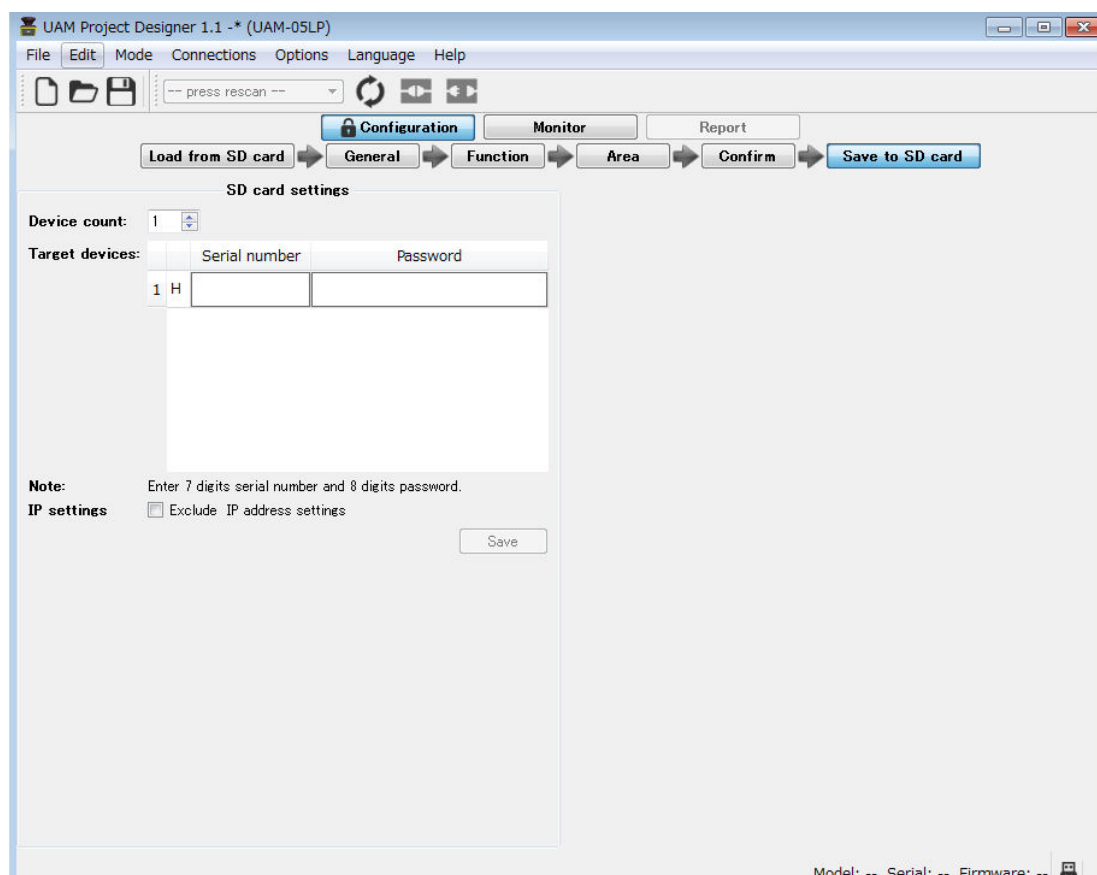 UAM Project Designer 1.1 -* (UAM-05LP)
File Edit Mode Connections Options Language Help
-- press rescan --
Configuration Monitor Report
Load from SD card General Function Area Confirm Save to SD card
SD card settings
Device count: 1
Target devices: Serial number Password
1 H
Note: Enter 7 digits serial number and 8 digits password.
IP settings Exclude IP address settings
Save
Model: -- Serial: -- Firmware: --